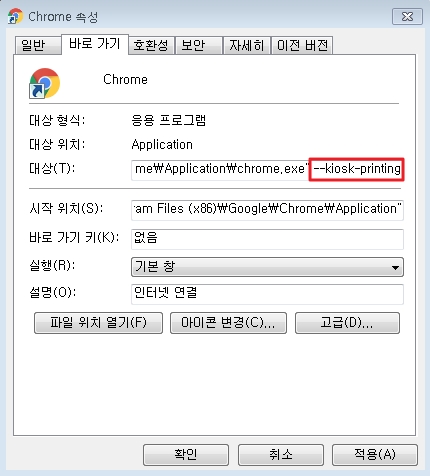 Chrome 속성
일반 바로 가기 호환성 보안 자세히 이전 버전
Chrome
대상 형식: 응용 프로그램
대상 위치: Application
대상(T): me₩Application₩chrome.exe" --kiosk-printing
시작 위치(S): ram Files (x86)₩Google₩Chrome₩Application"
바로 가기 키(K): 없음
실행(R): 기본 창
설명(O): 인터넷 연결
파일 위치 열기(F) 아이콘 변경(C)... 고급(D)...
확인 취소 적용(A)